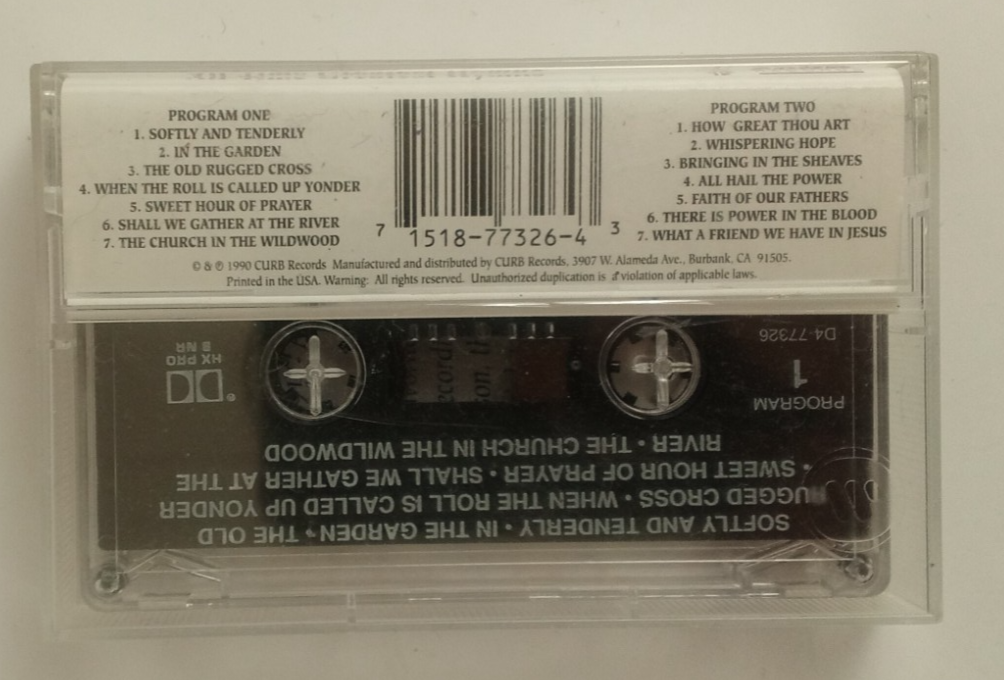 PROGRAM ONE
1. SOFTLY AND TENDERLY
2. IN THE GARDEN
3. THE OLD RUGGED CROSS
4. WHEN THE ROLL IS CALLED UP YONDER
5. SWEET HOUR OF PRAYER
6. SHALL WE GATHER AT THE RIVER
7. THE CHURCH IN THE WILDWOOD
7 1518-77326-4 3
PROGRAM TWO
1. HOW GREAT THOU ART
2. WHISPERING HOPE
3. BRINGING IN THE SHEAVES
4. ALL HAIL THE POWER
5. FAITH OF OUR FATHERS
6. THERE IS POWER IN THE BLOOD
7. WHAT A FRIEND WE HAVE IN JESUS
© & ℗ 1990 CURB Records Manufactured and distributed by CURB Records, 3907 W. Alameda Ave., Burbank, CA 91505.
Printed in the USA. Warning: All rights reserved. Unauthorized duplication is a violation of applicable laws.
SOFTLY AND TENDERLY • IN THE GARDEN • THE OLD
RUGGED CROSS • WHEN THE ROLL IS CALLED UP YONDER
• SWEET HOUR OF PRAYER • SHALL WE GATHER AT THE
RIVER • THE CHURCH IN THE WILDWOOD
PROGRAM
1
D4-77326
HX PRO
B NR